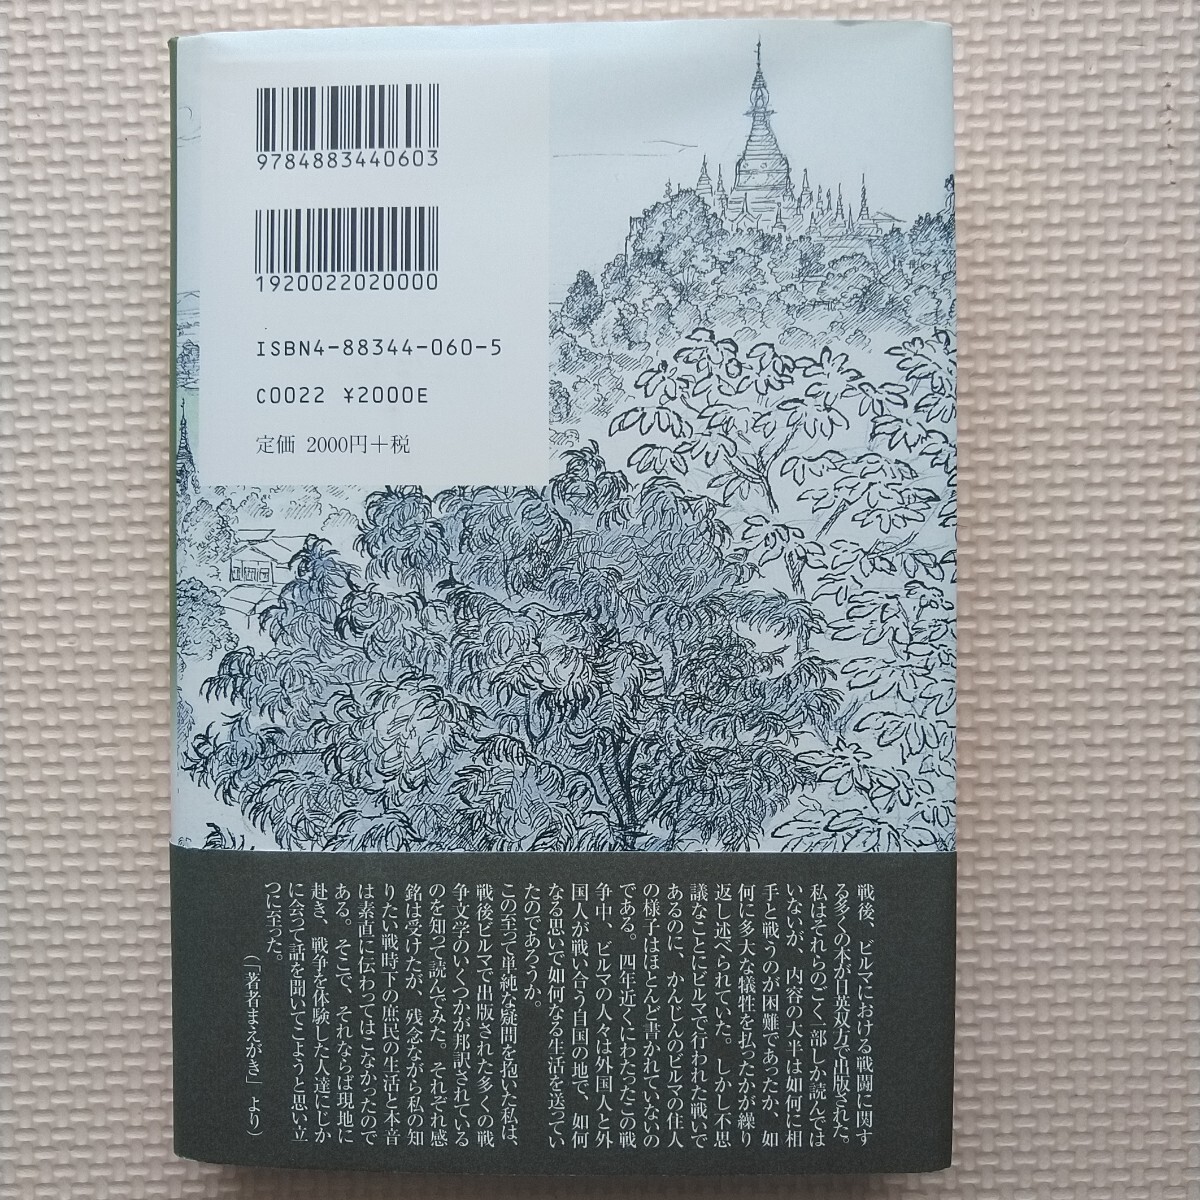 9784883440603
1920022020000
ISBN4-88344-060-5
C0022 ¥2000E
定価 2000円+税
戦後、ビルマにおける戦闘に関す
る多くの本が日英双方で出版された。
私はそれらのごく一部しか読んでは
いないが、内容の大半は如何に相
手と戦うのが困難であったか、如
何に多大な犠牲を払ったかが繰り
返し述べられていた。しかし不思
議なことにビルマで行われた戦いで
あるのに、かんじんのビルマの住人
の様子はほとんど書かれていないの
である。四年近くにわたったこの戦
争中、ビルマの人々は外国人と外
国人が戦い合う自国の地で、如何
なる思いで如何なる生活を送ってい
たのであろうか。
この至って単純な疑問を抱いた私は、
戦後ビルマで出版された多くの戦
争文学のいくつかが邦訳されている
のを知って読んでみた。それぞれ感
銘は受けたが、残念ながら私の知
りたい戦時下の庶民の生活と本音
は素直に伝わってはこなかったので
ある。そこで、それならば現地に
赴き、戦争を体験した人達にじか
に会って話を聞いてこようと思い立
つに至った。
(「著者まえがき」より)